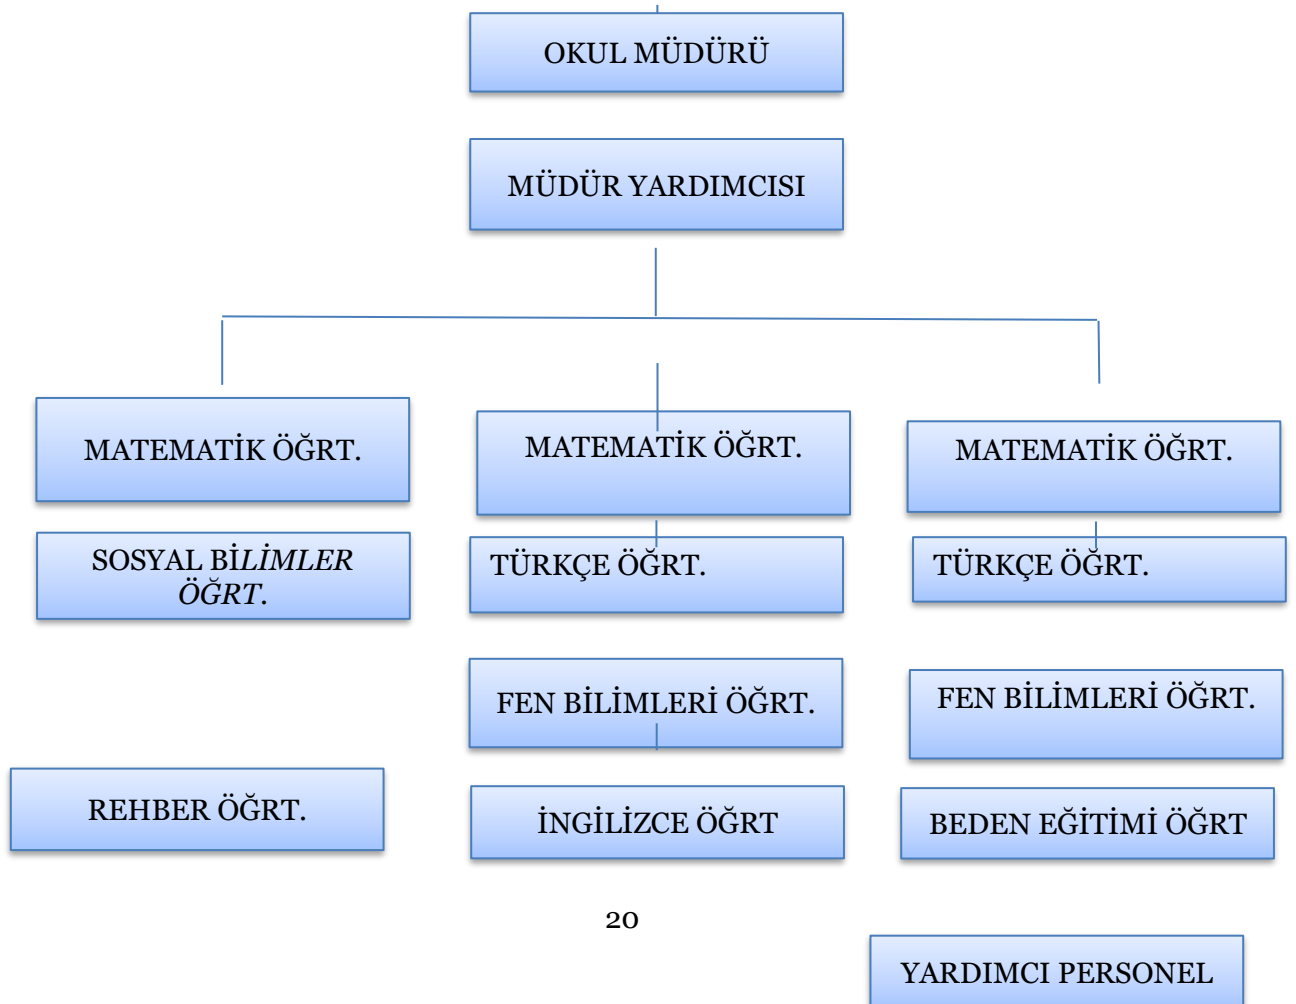 OKUL MÜDÜRÜ
MÜDÜR YARDIMCISI
MATEMATİK ÖĞRT.
MATEMATİK ÖĞRT.
MATEMATİK ÖĞRT.
SOSYAL BİLİMLER
ÖĞRT.
TÜRKÇE ÖĞRT.
TÜRKÇE ÖĞRT.
FEN BİLİMLERİ ÖĞRT.
FEN BİLİMLERİ ÖĞRT.
REHBER ÖĞRT.
İNGİLİZCE ÖĞRT
BEDEN EĞİTİMİ ÖĞRT
20
YARDIMCI PERSONEL